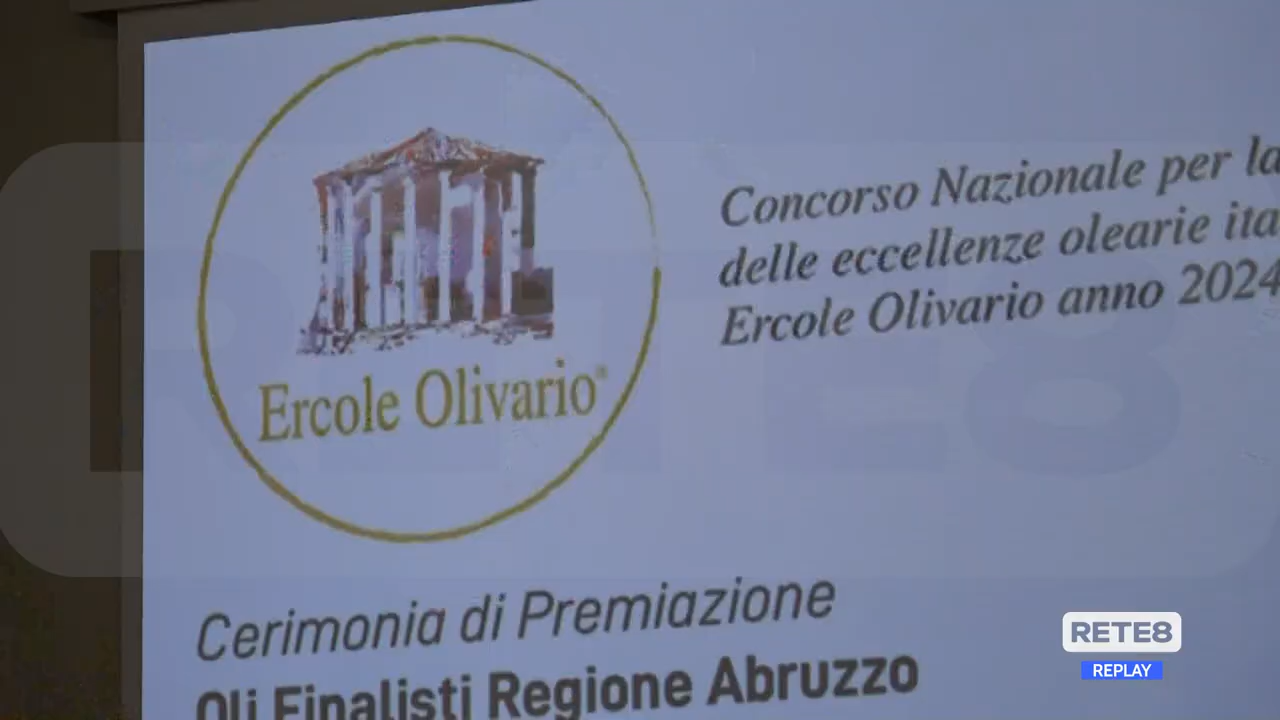 Ercole Olivario®
Concorso Nazionale per la
delle eccellenze olearie ita
Ercole Olivario anno 2024
Cerimonia di Premiazione
Oli Finalisti Regione Abruzzo
RETE8
RETE8
REPLAY